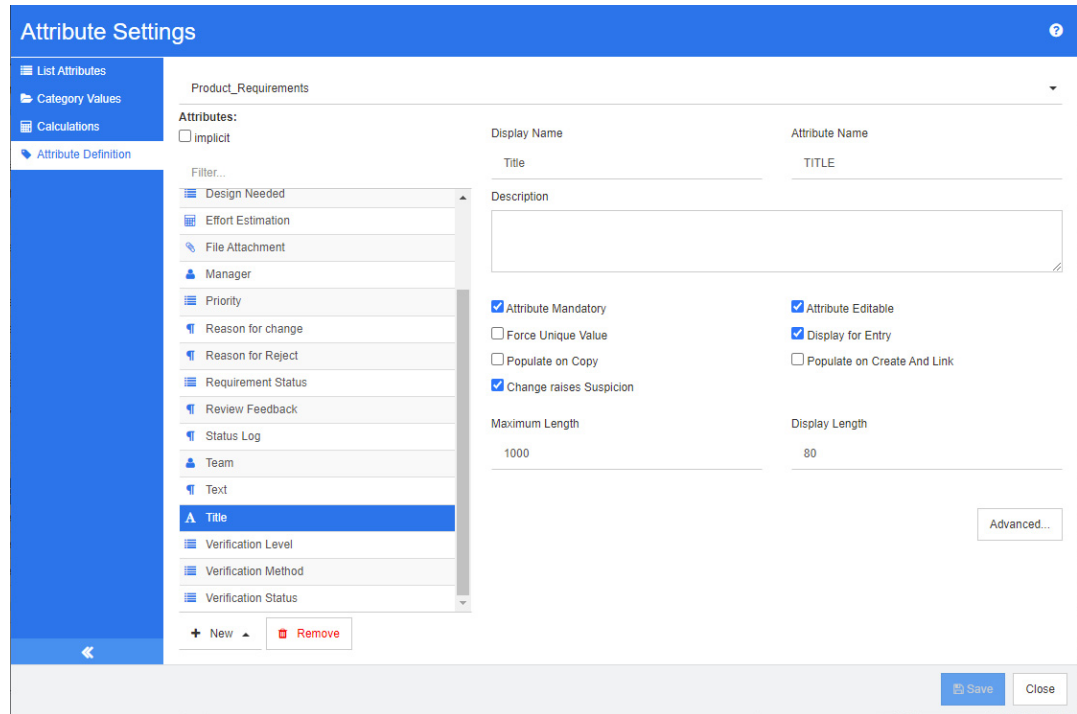 Attribute Settings
List Attributes
Category Values
Calculations
Attribute Definition
Product_Requirements
Attributes:
implicit
Filter...
Design Needed
Effort Estimation
File Attachment
Manager
Priority
Reason for change
Reason for Reject
Requirement Status
Review Feedback
Status Log
Team
Text
Title
Verification Level
Verification Method
Verification Status
New
Remove
Display Name
Attribute Name
Title
TITLE
Description
Attribute Mandatory
Attribute Editable
Force Unique Value
Display for Entry
Populate on Copy
Populate on Create And Link
Change raises Suspicion
Maximum Length
Display Length
1000
80
Advanced...
Save
Close